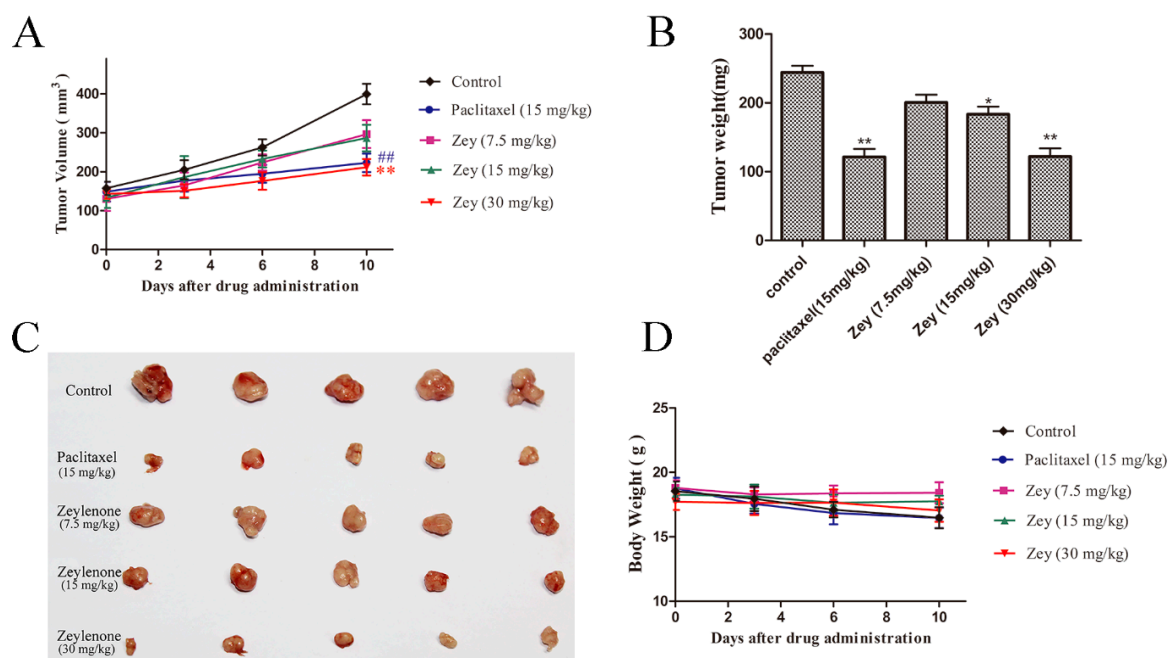 A
Tumor Volume ( mm³ )
400
300
200
100
0
0
2
4
6
8
10
Days after drug administration
Control
Paclitaxel (15 mg/kg)
Zey (7.5 mg/kg)
Zey (15 mg/kg)
Zey (30 mg/kg)
##
**
B
Tumor weight(mg)
300
200
100
0
**
*
**
control
paclitaxel(15mg/kg)
Zey (7.5mg/kg)
Zey (15mg/kg)
Zey (30mg/kg)
C
Control
Paclitaxel
(15 mg/kg)
Zeylenone
(7.5 mg/kg)
Zeylenone
(15 mg/kg)
Zeylenone
(30 mg/kg)
D
Body Weight ( g )
25
20
15
10
0
2
4
6
8
10
Days after drug administration
Control
Paclitaxel (15 mg/kg)
Zey (7.5 mg/kg)
Zey (15 mg/kg)
Zey (30 mg/kg)